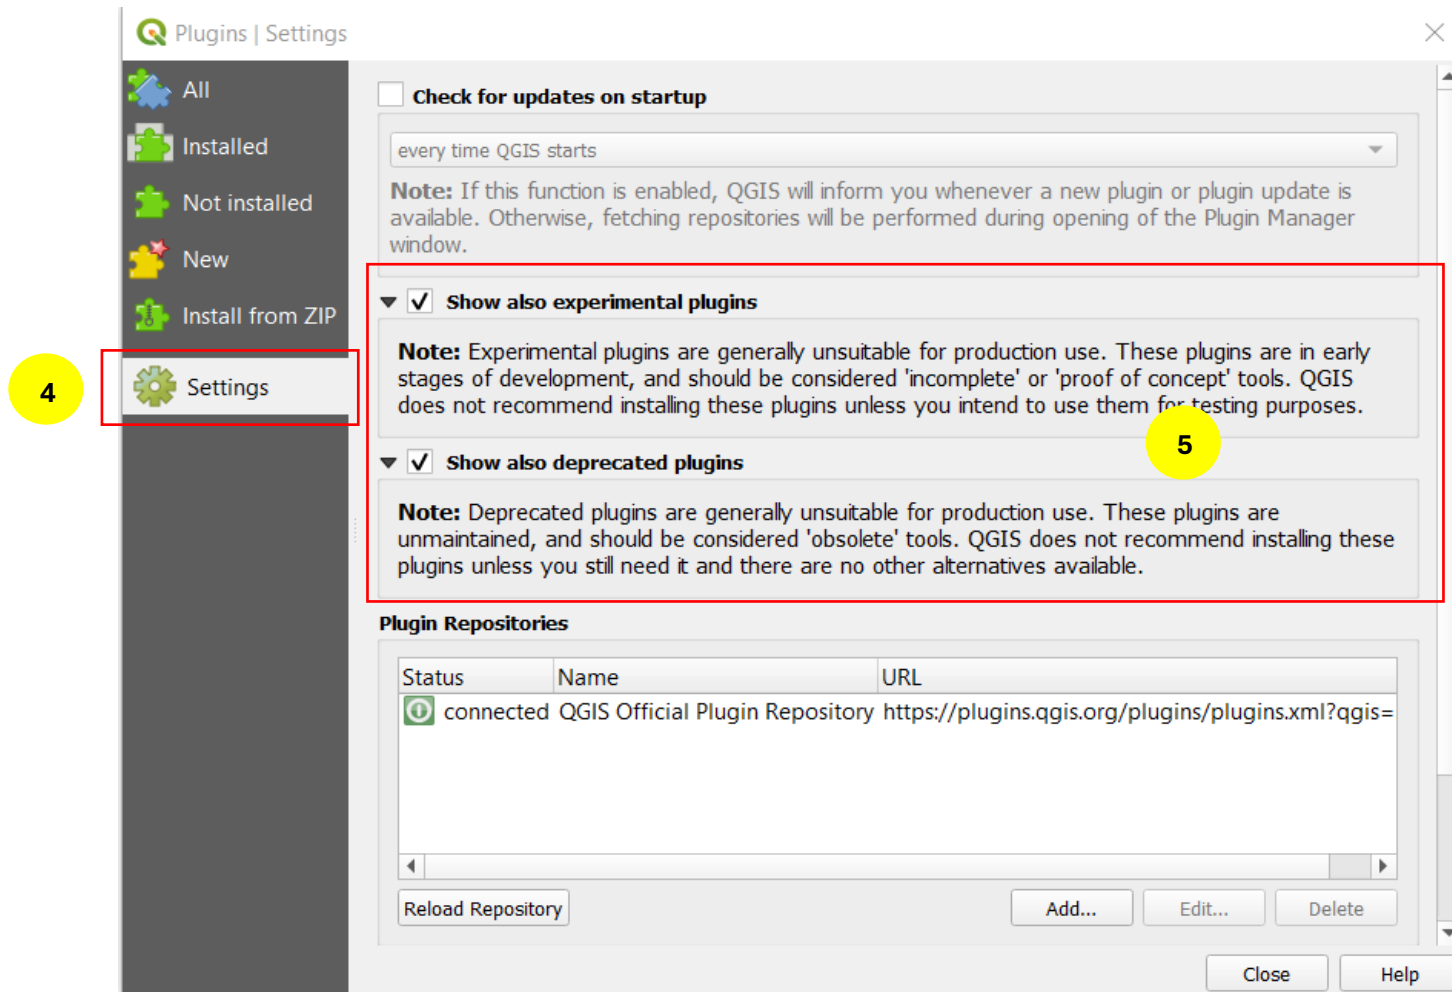 Plugins | Settings
All
Installed
Not installed
New
Install from ZIP
4
Settings
Check for updates on startup
every time QGIS starts
Note: If this function is enabled, QGIS will inform you whenever a new plugin or plugin update is
available. Otherwise, fetching repositories will be performed during opening of the Plugin Manager
window.
Show also experimental plugins
Note: Experimental plugins are generally unsuitable for production use. These plugins are in early
stages of development, and should be considered 'incomplete' or 'proof of concept' tools. QGIS
does not recommend installing these plugins unless you intend to use them for testing purposes.
5
Show also deprecated plugins
Note: Deprecated plugins are generally unsuitable for production use. These plugins are
unmaintained, and should be considered 'obsolete' tools. QGIS does not recommend installing these
plugins unless you still need it and there are no other alternatives available.
Plugin Repositories
Status Name URL
connected QGIS Official Plugin Repository https://plugins.qgis.org/plugins/plugins.xml?qgis=
Reload Repository Add... Edit... Delete
Close Help